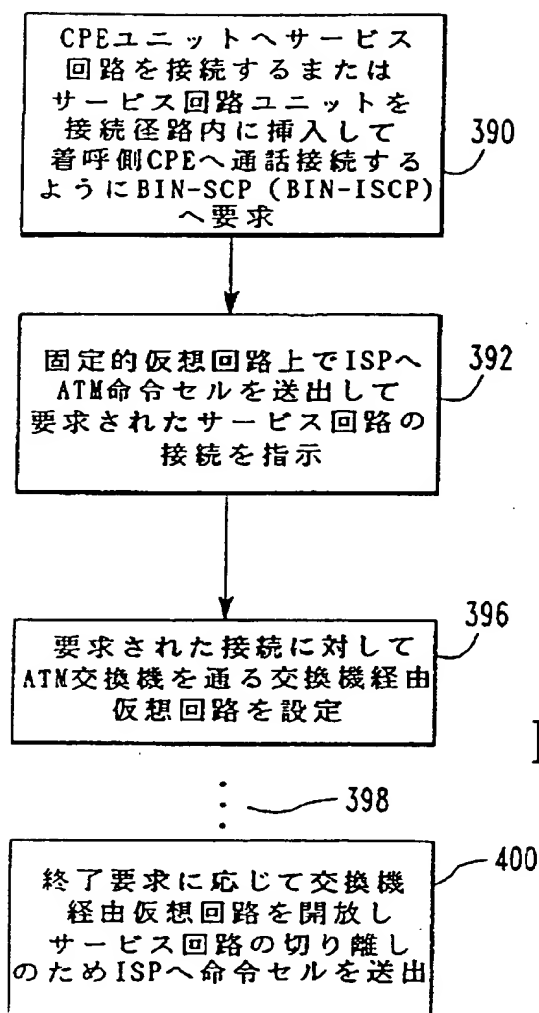 CPEユニットへサービス
回路を接続するまたは
サービス回路ユニットを
接続径路内に挿入して
着呼側CPEへ通話接続する
ようにBIN-SCP (BIN-ISCP)
へ要求
390
固定的仮想回路上でISPへ
ATM命令セルを送出して
要求されたサービス回路の
接続を指示
392
要求された接続に対して
ATM交換機を通る交換機経由
仮想回路を設定
396
398
終了要求に応じて交換機
経由仮想回路を開放し
サービス回路の切り離し
のためISPへ命令セルを送出
400